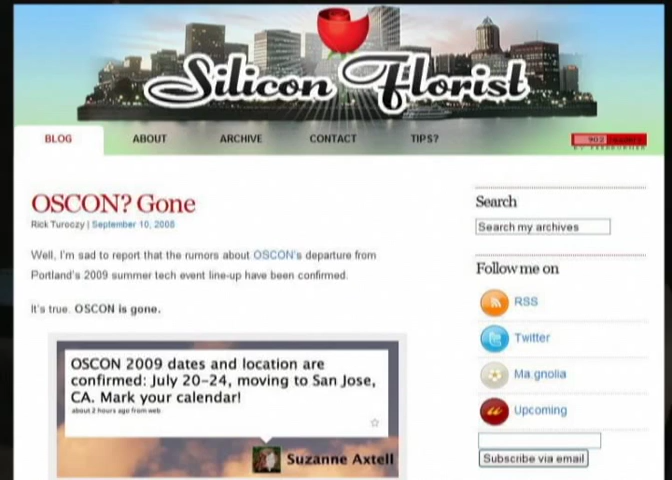 Silicon Florist
BLOG ABOUT ARCHIVE CONTACT TIPS?
OSCON? Gone
Rick Turoczy | September 10, 2008
Well, I'm sad to report that the rumors about OSCON's departure from
Portland's 2009 summer tech event line-up have been confirmed.
It's true. OSCON is gone.
OSCON 2009 dates and location are
confirmed: July 20-24, moving to San Jose,
CA. Mark your calendar!
about 2 hours ago from web
Suzanne Axtell
Search
Search my archives
Follow me on
RSS
Twitter
Ma.gnolia
Upcoming
Subscribe via email